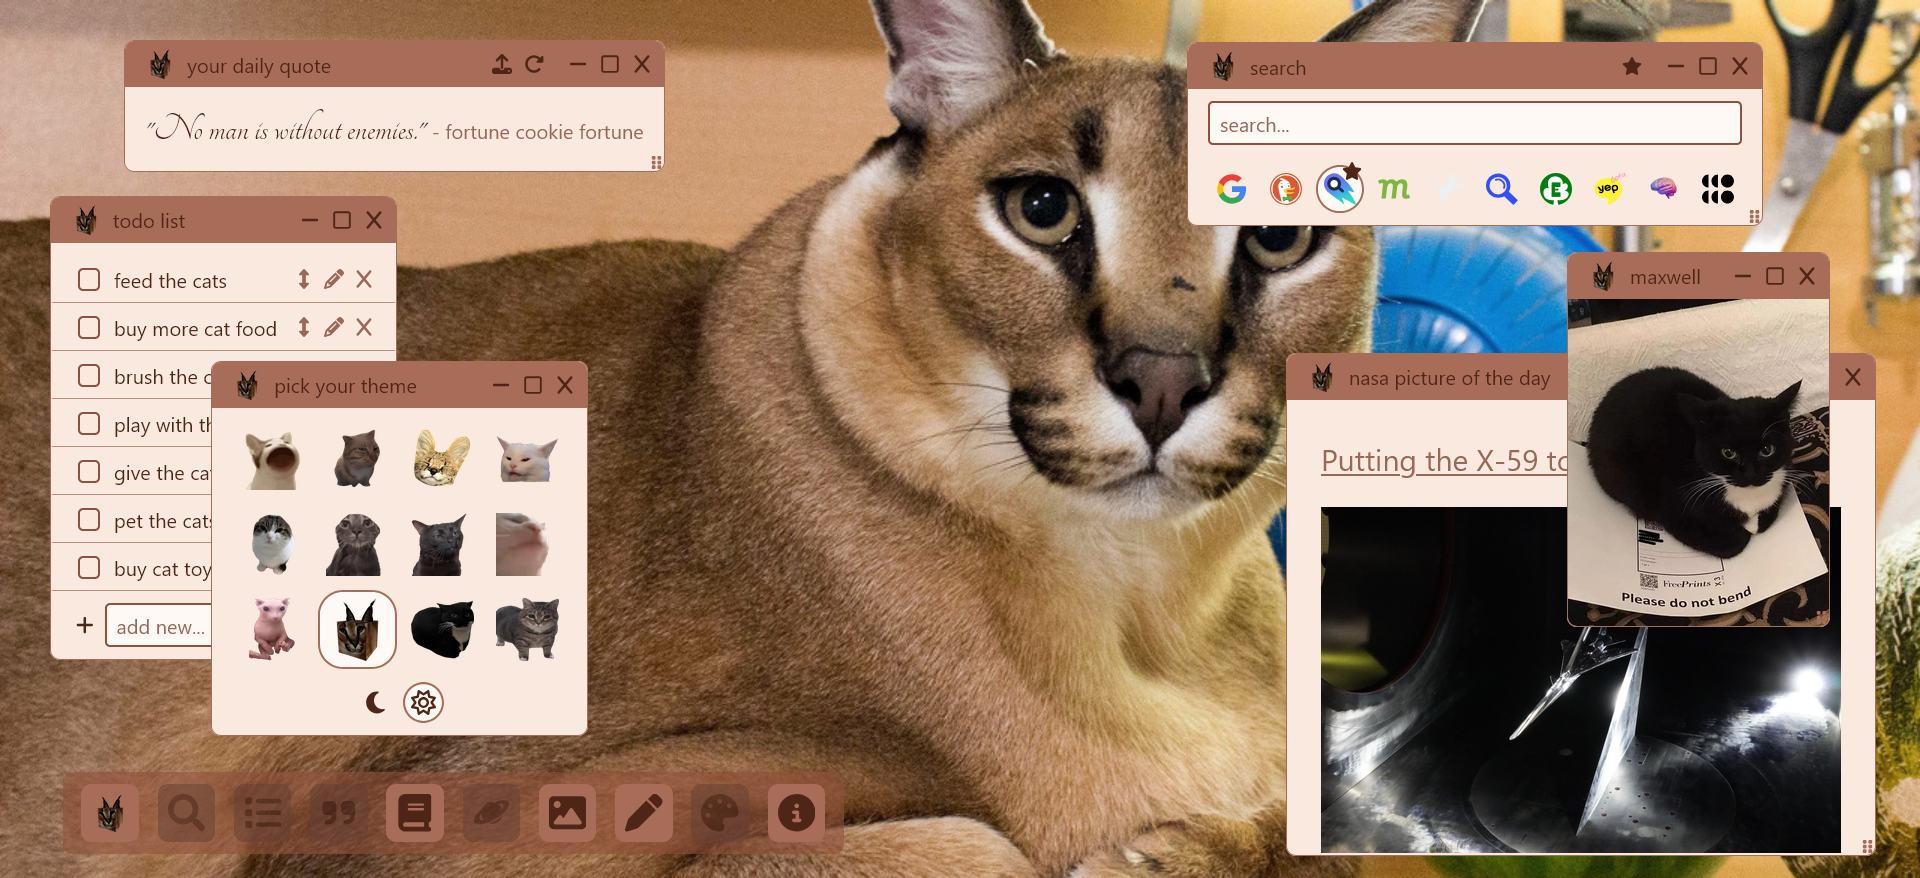 your daily quote
"No man is without enemies." - fortune cookie fortune
search
search...
yep
todo list
feed the cats
buy more cat food
brush the c
play with th
give the ca
pet the cats
buy cat toy
add new...
pick your theme
maxwell
FreePrints
Please do not bend
nasa picture of the day
Putting the X-59 to